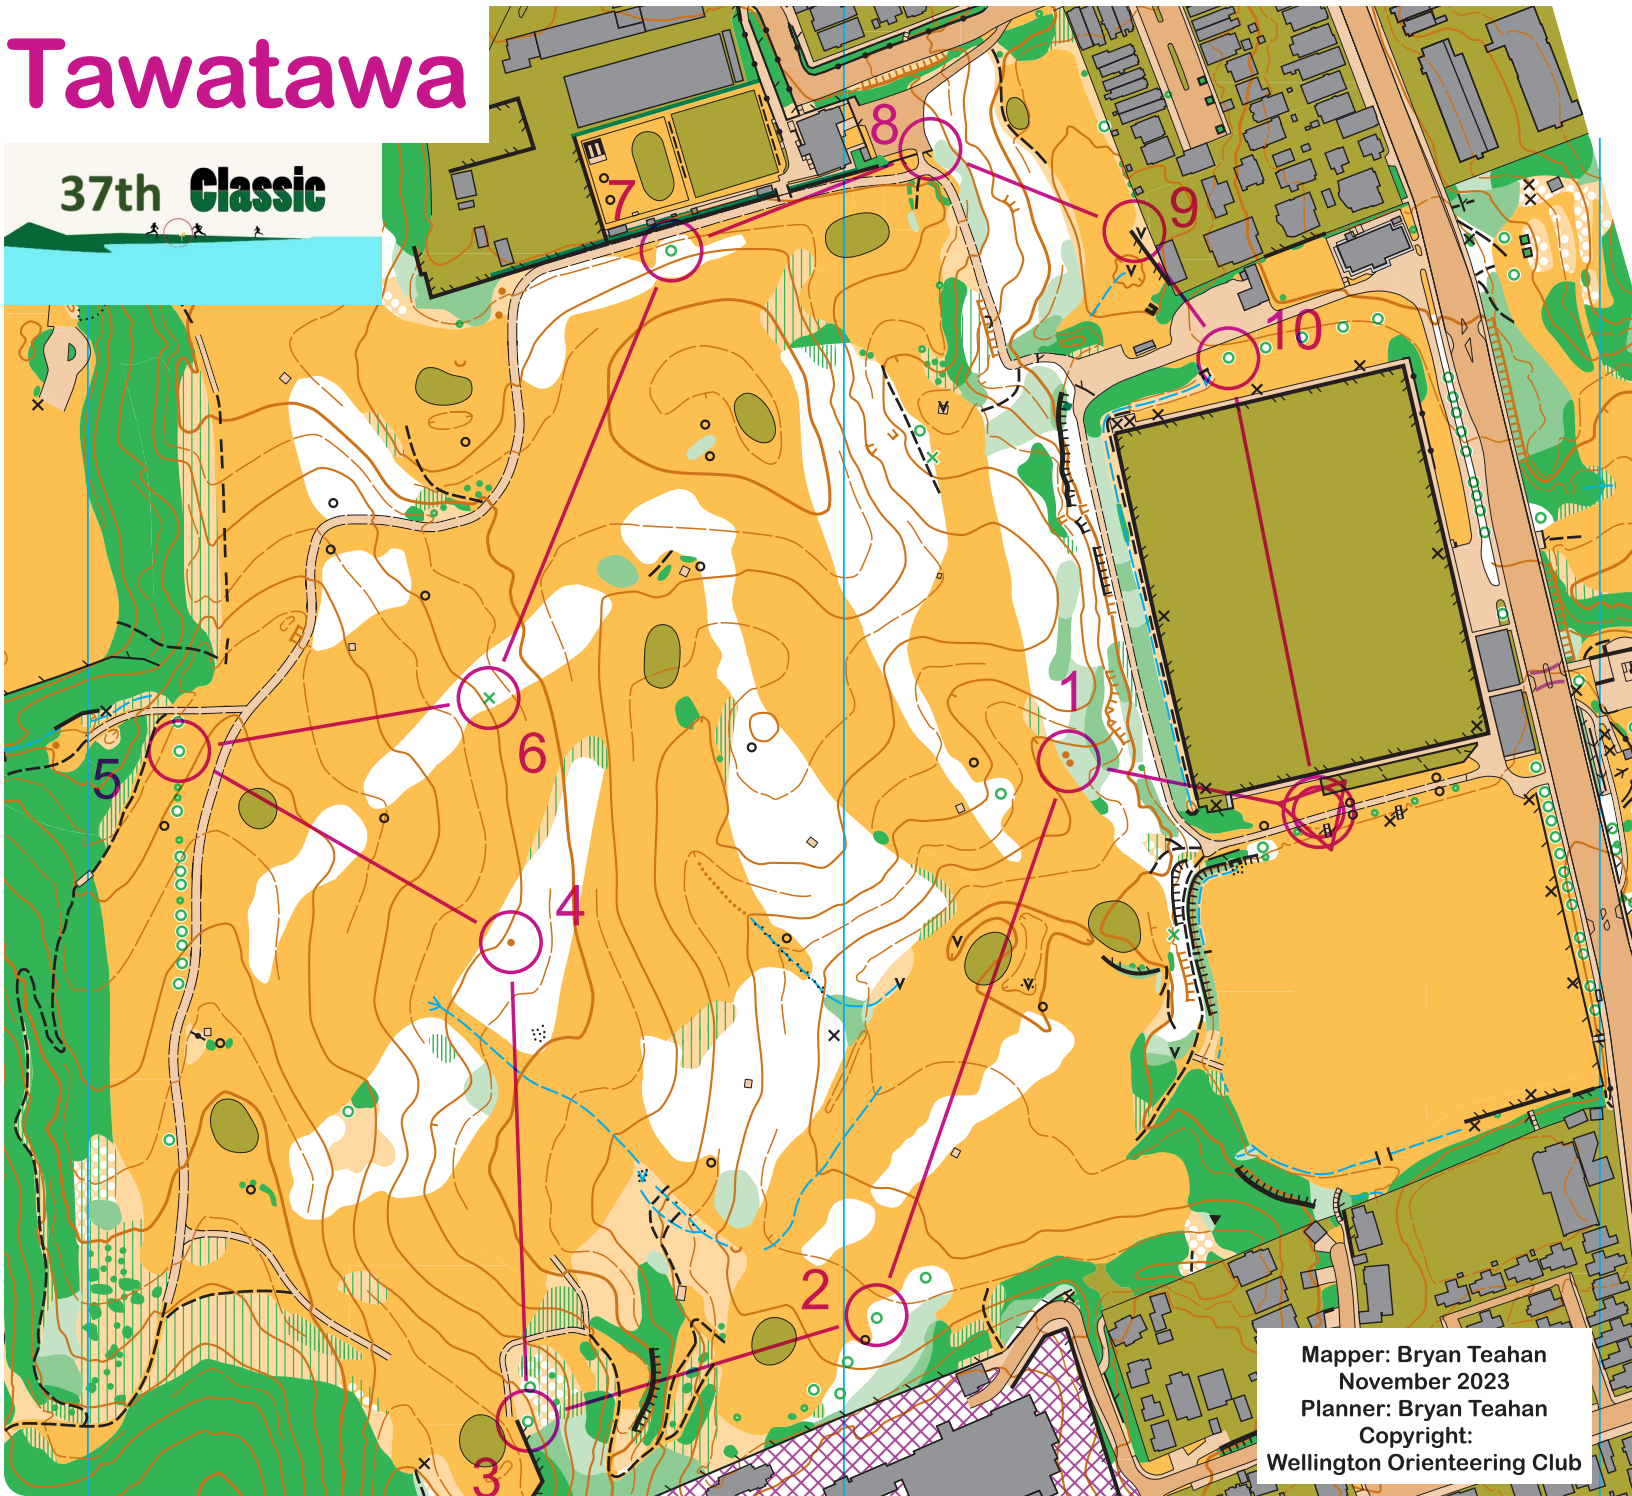 Tawatawa
37th Classic
8
7
9
10
1
5
6
4
2
3
Mapper: Bryan Teahan
November 2023
Planner: Bryan Teahan
Copyright:
Wellington Orienteering Club